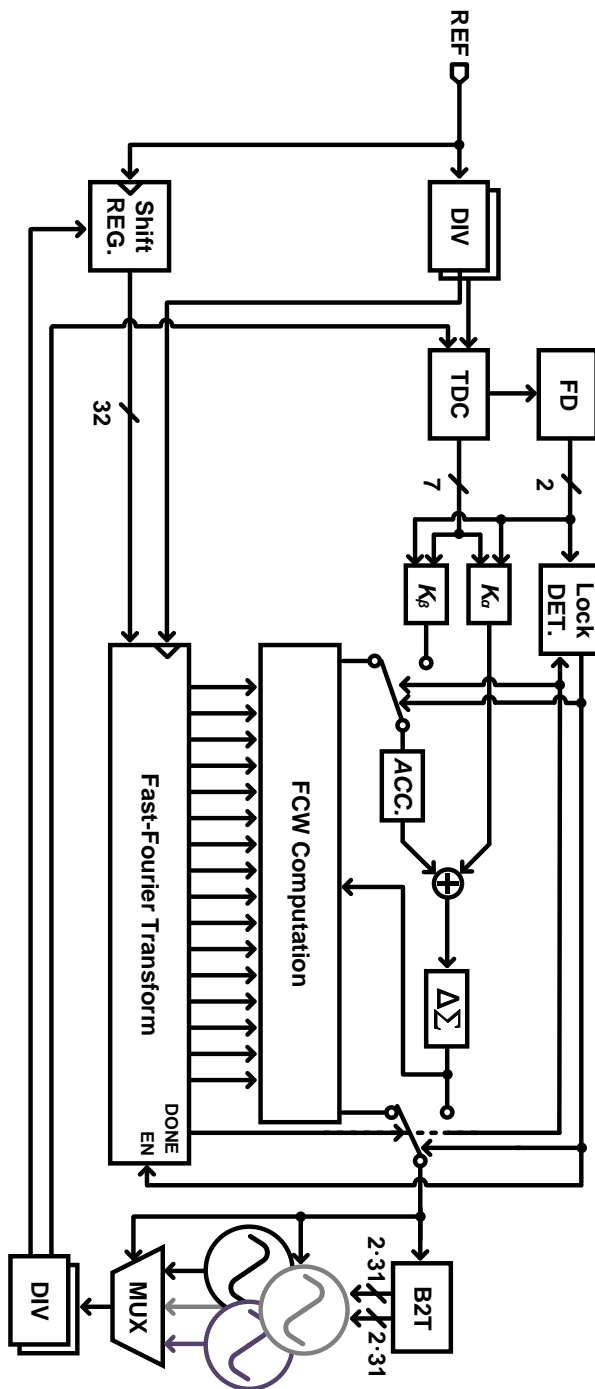 REF
DIV
TDC
FD
2
7
Kα
Kβ
Lock
DET.
ACC.
+
ΔΣ
B2T
2·31
2·31
FCW Computation
Shift
REG.
32
Fast-Fourier Transform
DONE
EN
MUX
DIV